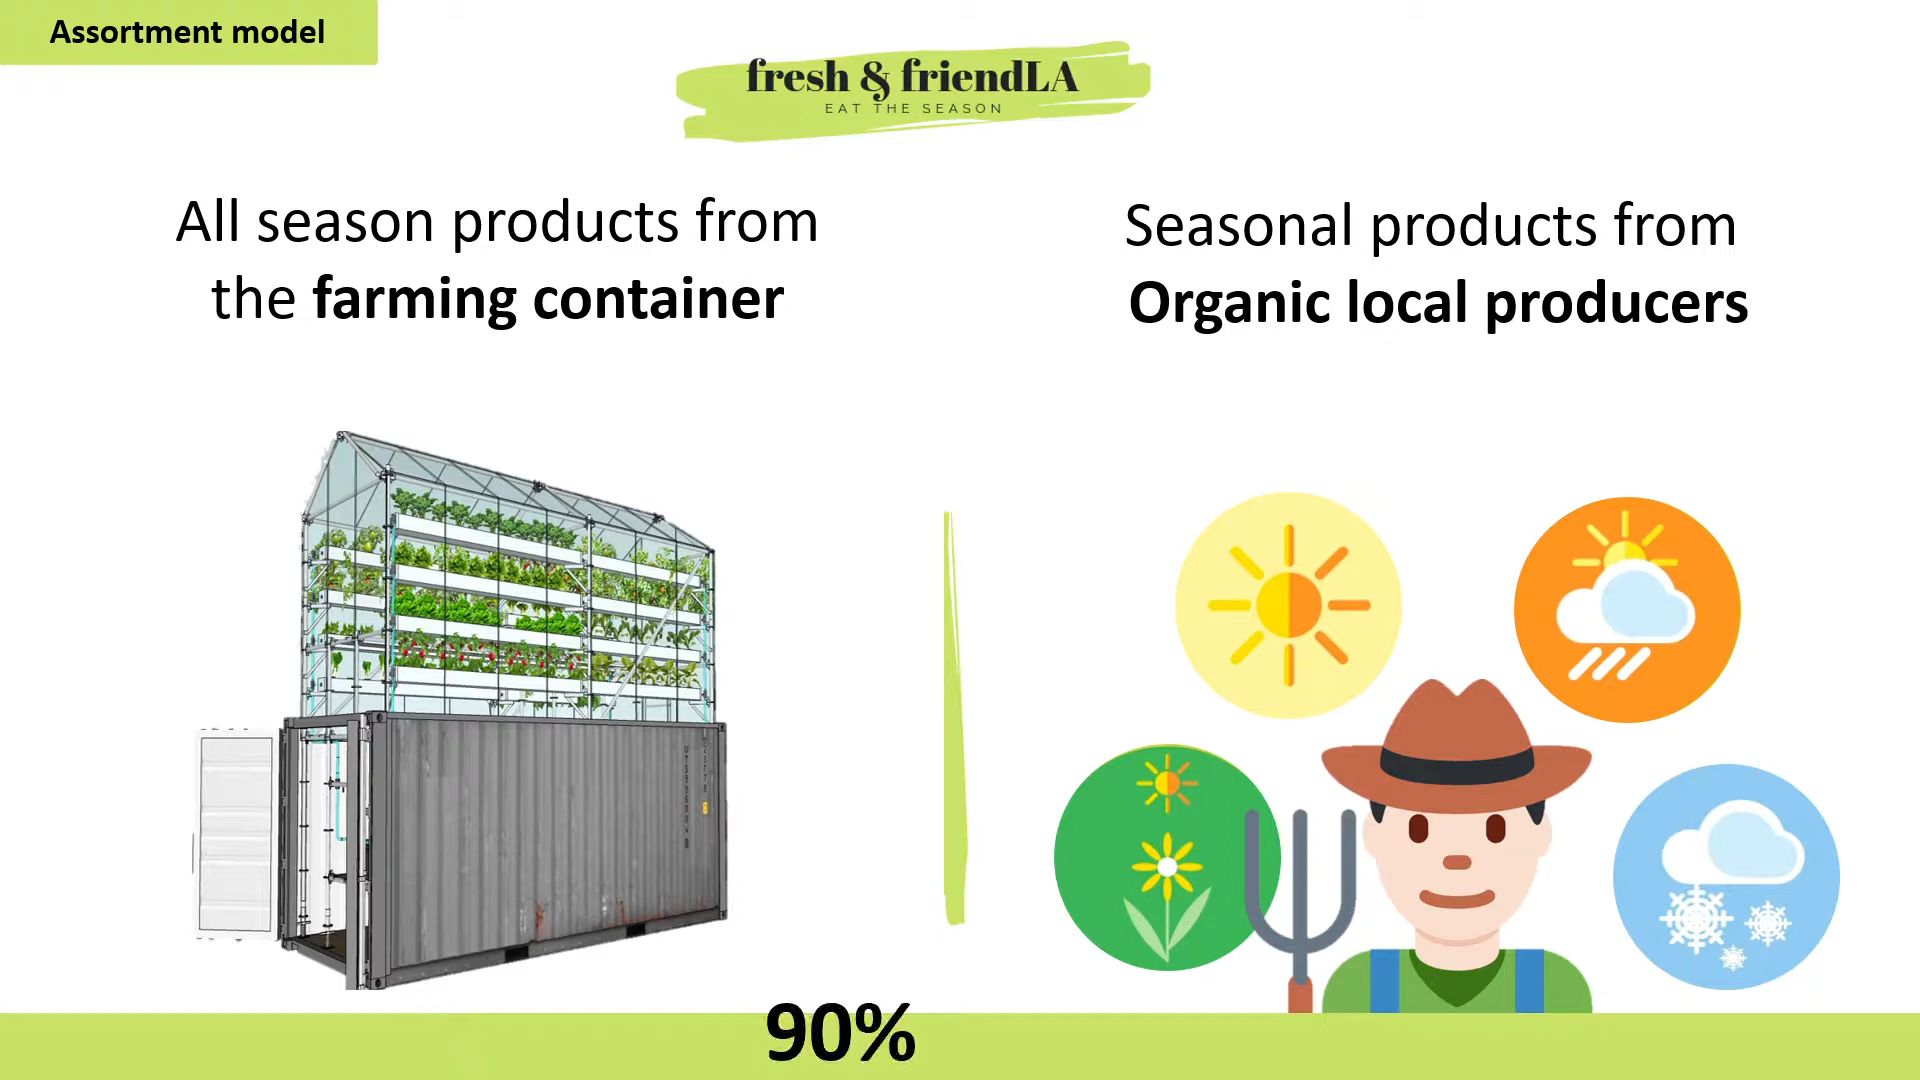 Assortment model
fresh & friendLA
EAT THE SEASON
All season products from
the farming container
Seasonal products from
Organic local producers
90%